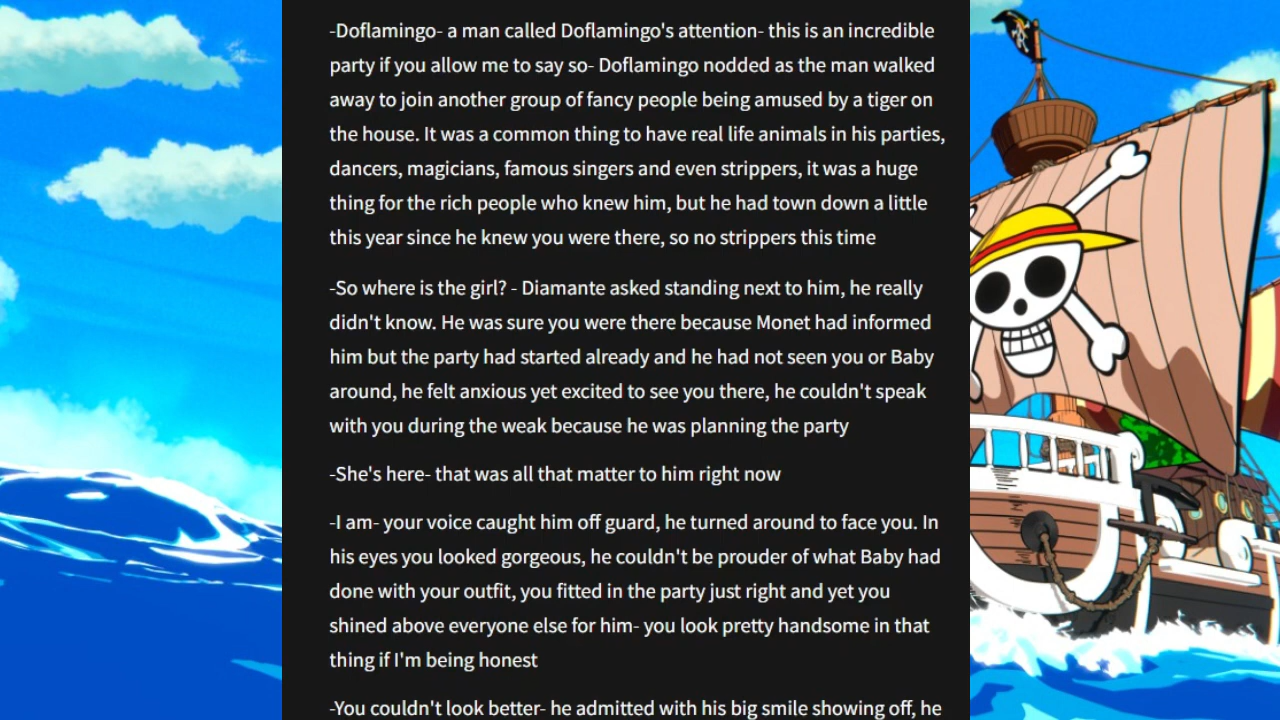 -Doflamingo- a man called Doflamingo's attention- this is an incredible
party if you allow me to say so- Doflamingo nodded as the man walked
away to join another group of fancy people being amused by a tiger on
the house. It was a common thing to have real life animals in his parties,
dancers, magicians, famous singers and even strippers, it was a huge
thing for the rich people who knew him, but he had town down a little
this year since he knew you were there, so no strippers this time
-So where is the girl? - Diamante asked standing next to him, he really
didn't know. He was sure you were there because Monet had informed
him but the party had started already and he had not seen you or Baby
around, he felt anxious yet excited to see you there, he couldn't speak
with you during the weak because he was planning the party
-She's here- that was all that matter to him right now
-I am- your voice caught him off guard, he turned around to face you. In
his eyes you looked gorgeous, he couldn't be prouder of what Baby had
done with your outfit, you fitted in the party just right and yet you
shined above everyone else for him- you look pretty handsome in that
thing if I'm being honest
-You couldn't look better- he admitted with his big smile showing off, he